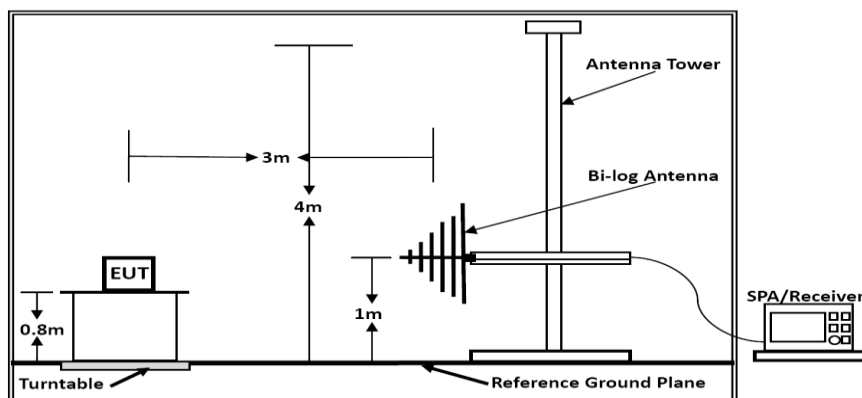 Antenna Tower
3m
Bi-log Antenna
4m
EUT
SPA/Receiver
0.8m
1m
Turntable
Reference Ground Plane